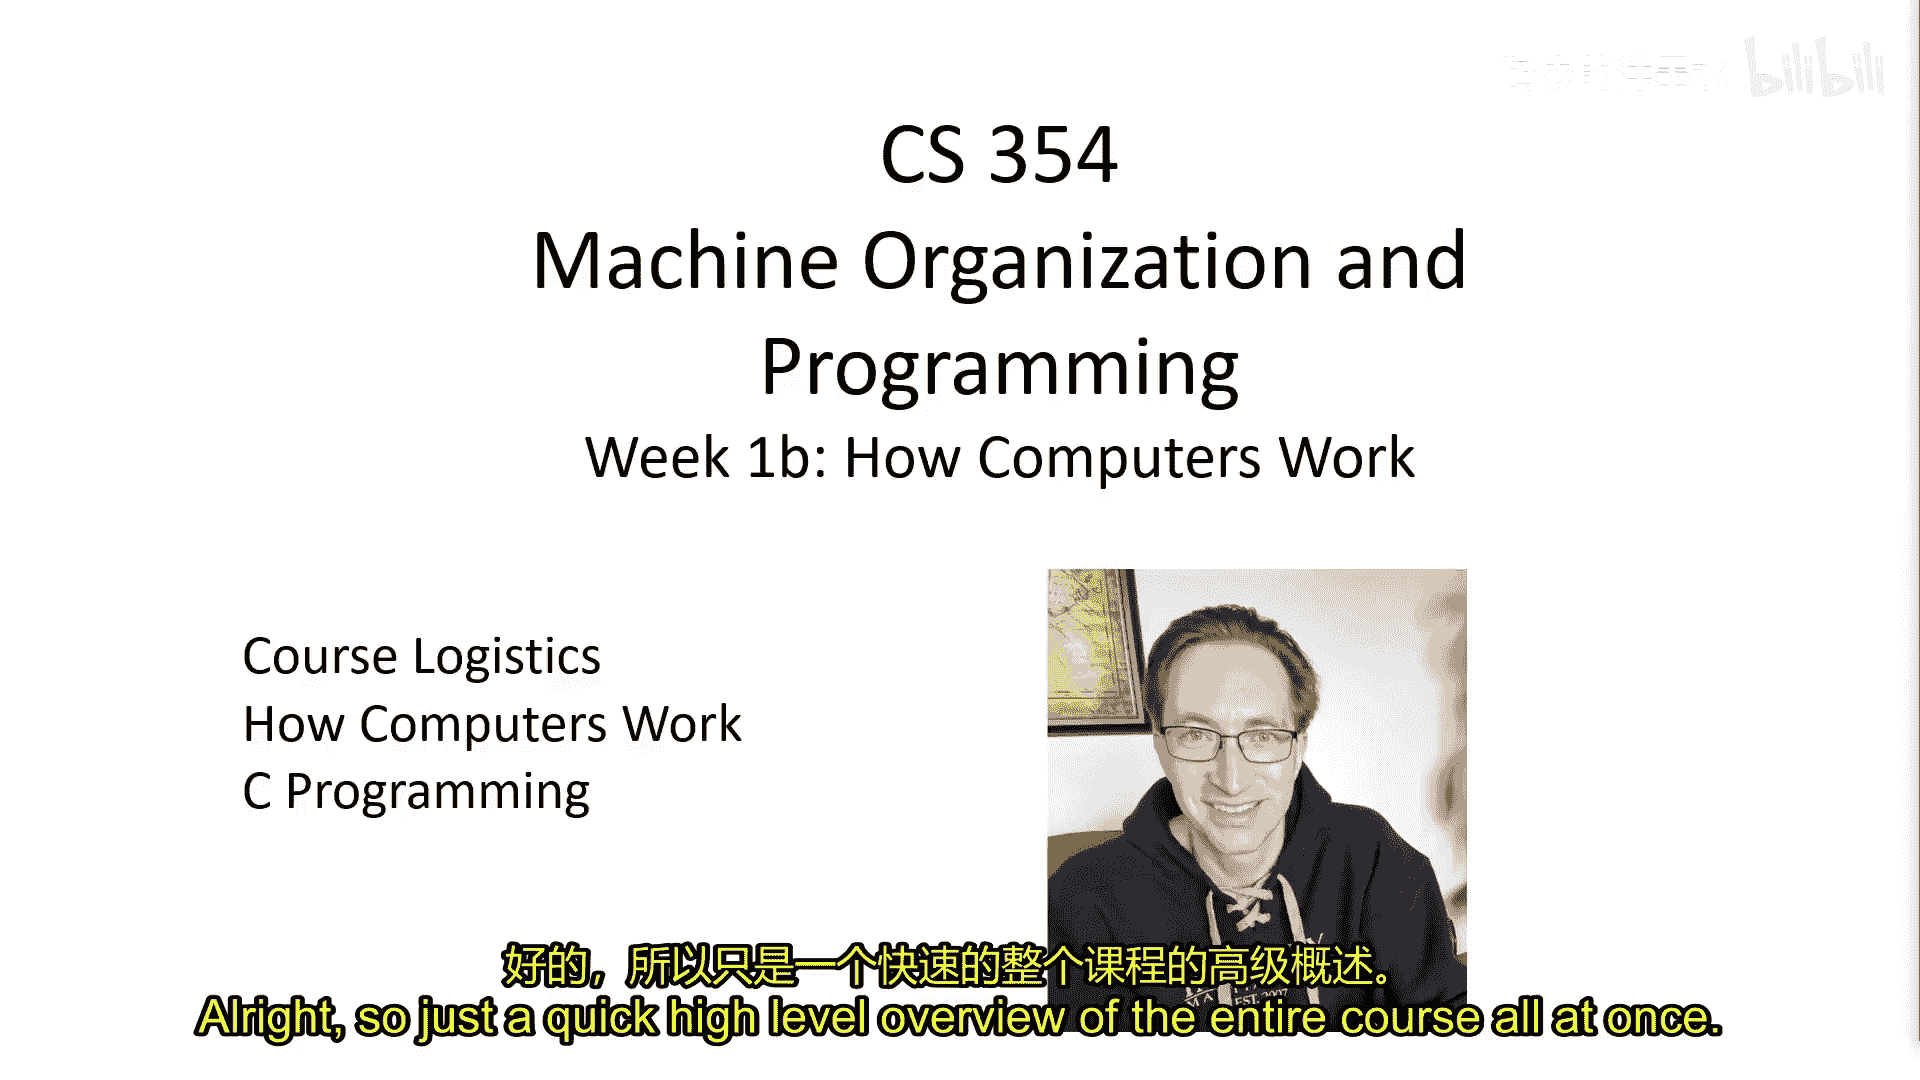 bilibili
CS 354
Machine Organization and
Programming
Week 1b: How Computers Work
Course Logistics
How Computers Work
C Programming
好的，所以只是一个快速的整个课程的高级概述。
Alright, so just a quick high level overview of the entire course all at once.